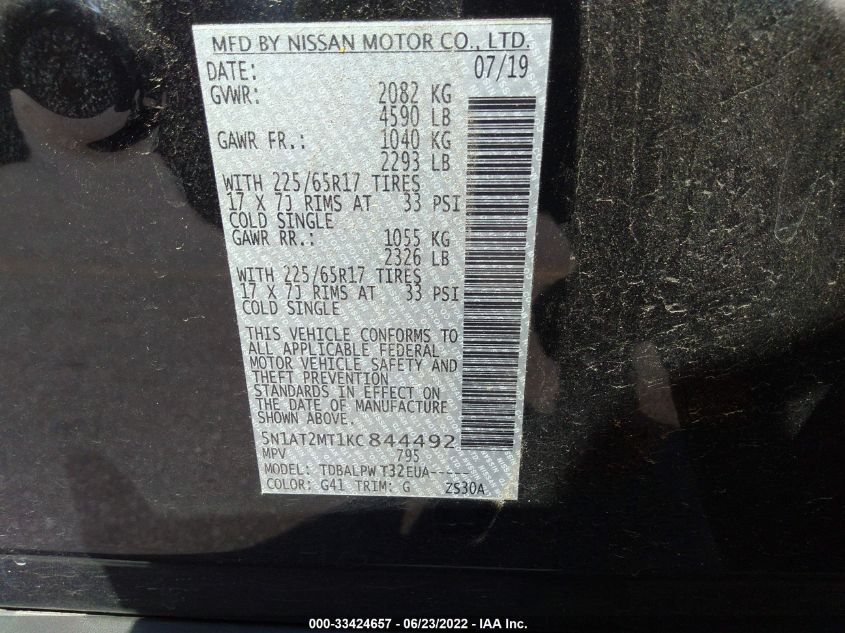 MFD BY NISSAN MOTOR CO., LTD.
DATE: 07/19
GVWR: 2082 KG
4590 LB
GAWR FR.: 1040 KG
2293 LB
WITH 225/65R17 TIRES
17 X 7J RIMS AT 33 PSI
COLD SINGLE
GAWR RR.: 1055 KG
2326 LB
WITH 225/65R17 TIRES
17 X 7J RIMS AT 33 PSI
COLD SINGLE
THIS VEHICLE CONFORMS TO
ALL APPLICABLE FEDERAL
MOTOR VEHICLE SAFETY AND
THEFT PREVENTION
STANDARDS IN EFFECT ON
THE DATE OF MANUFACTURE
SHOWN ABOVE.
5N1AT2MT1KC844492
MPV 795
MODEL: TDBALPW T32EUA-----
COLOR: G41 TRIM: G ZS30A
000-33424657 - 06/23/2022 - IAA Inc.